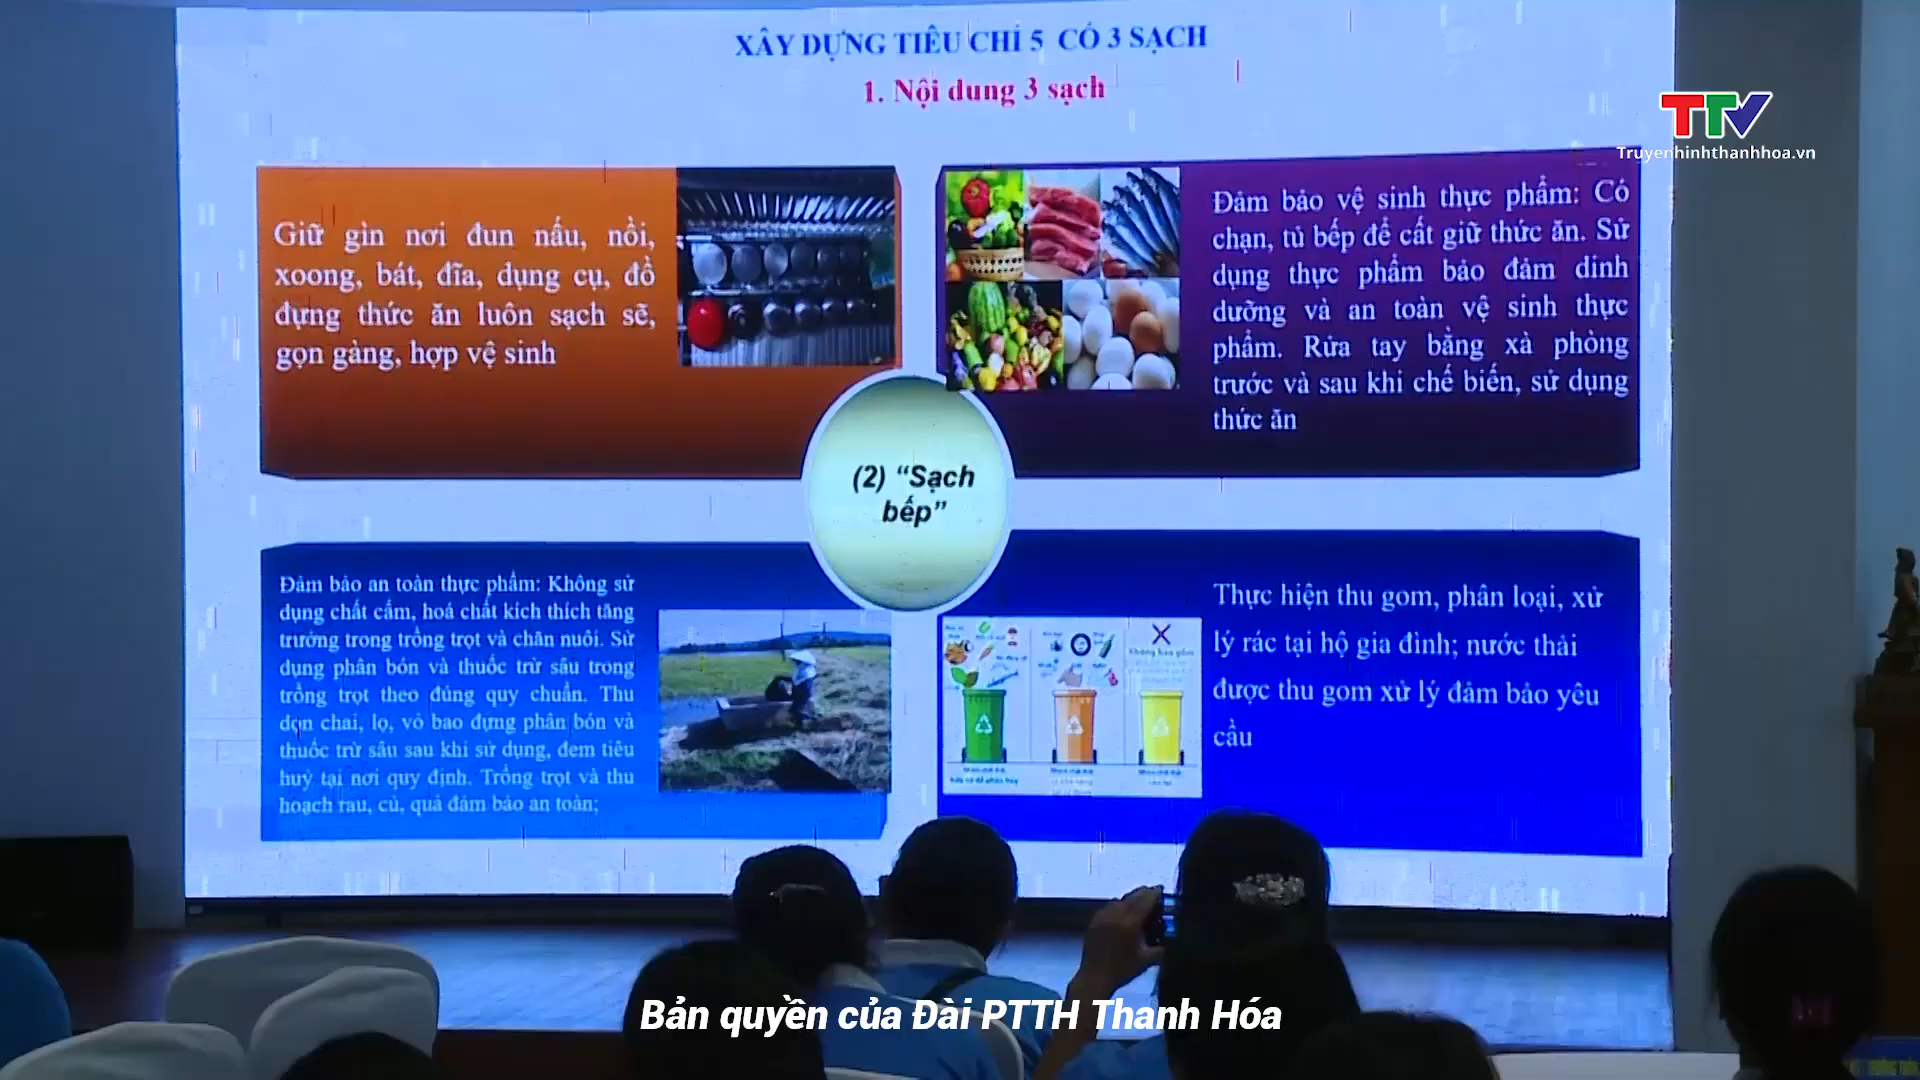 XÂY DỰNG TIÊU CHÍ 5 CÓ 3 SẠCH
1. Nội dung 3 sạch
TTV
Truyenhinhthanhhoa.vn
Giữ gìn nơi đun nấu, nồi,
xoong, bát, đĩa, dụng cụ, đồ
đựng thức ăn luôn sạch sẽ,
gọn gàng, hợp vệ sinh
Đảm bảo vệ sinh thực phẩm: Có
chạn, tủ bếp để cất giữ thức ăn. Sử
dụng thực phẩm bảo đảm dinh
dưỡng và an toàn vệ sinh thực
phẩm. Rửa tay bằng xà phòng
trước và sau khi chế biến, sử dụng
thức ăn
(2) “Sạch
bếp”
Đảm bảo an toàn thực phẩm: Không sử
dụng chất cấm, hoá chất kích thích tăng
trưởng trong trồng trọt và chăn nuôi. Sử
dụng phân bón và thuốc trừ sâu trong
trồng trọt theo đúng quy chuẩn. Thu
dọn chai, lọ, vỏ bao đựng phân bón và
thuốc trừ sâu sau khi sử dụng, đem tiêu
huỷ tại nơi quy định. Trồng trọt và thu
hoạch rau, củ, quả đảm bảo an toàn;
Thực hiện thu gom, phân loại, xử
lý rác tại hộ gia đình; nước thải
được thu gom xử lý đảm bảo yêu
cầu
Bản quyền của Đài PTTH Thanh Hóa